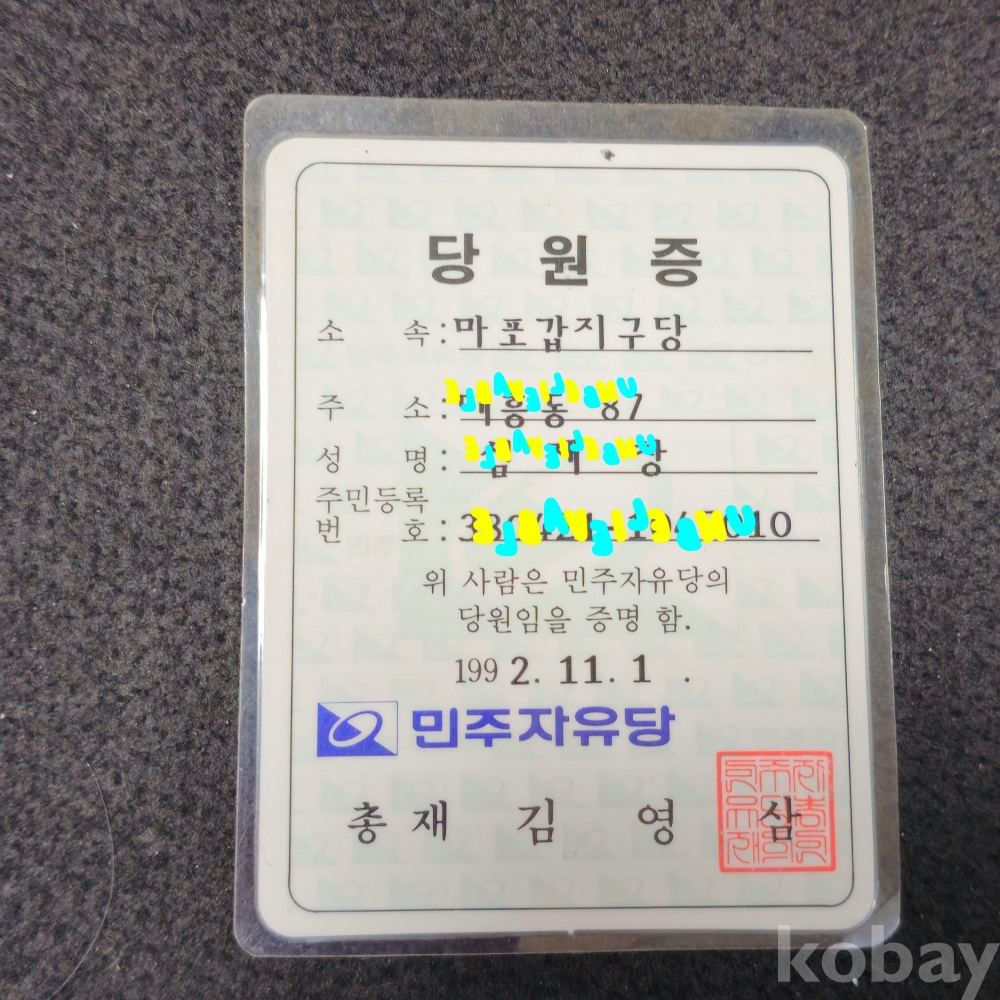 당 원 증
소 속 : 마포갑지구당
주 소 :
성 명 :
주민등록
번 호 :
위 사람은 민주자유당의
당원임을 증명 함.
1992. 11. 1 .
민주자유당
총 재 김 영 삼
kobay